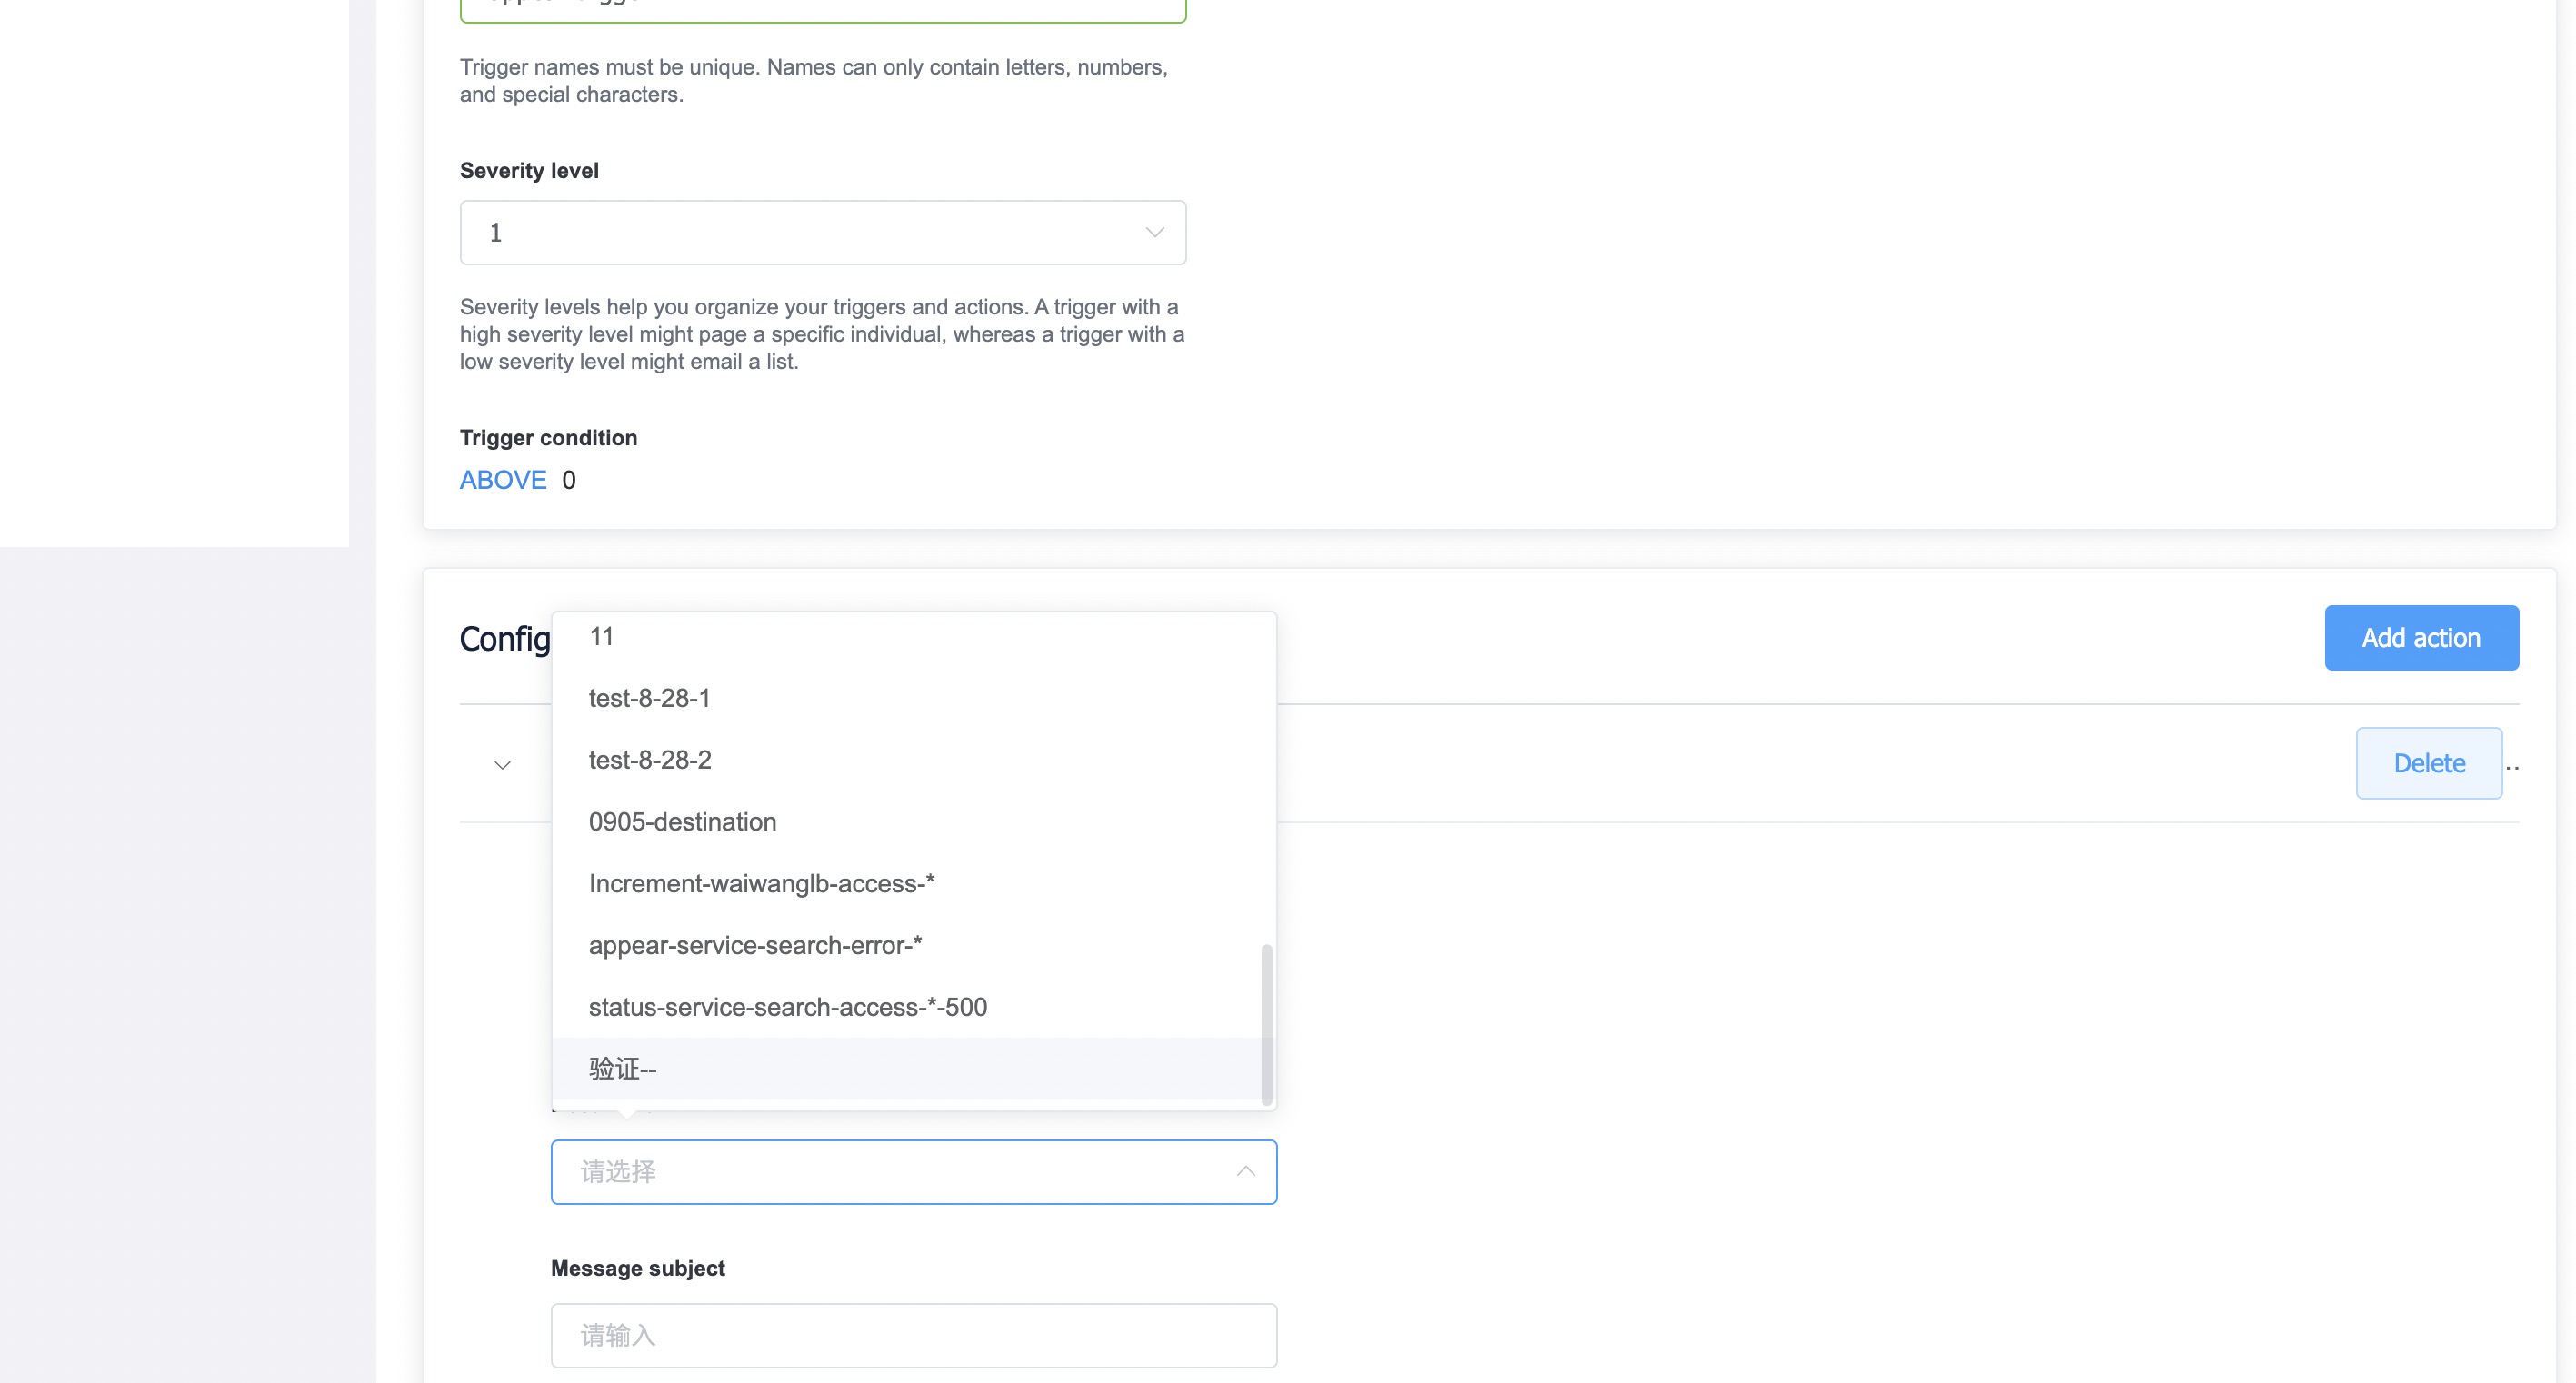 Trigger names must be unique. Names can only contain letters, numbers,
and special characters.
Severity level
1
Severity levels help you organize your triggers and actions. A trigger with a
high severity level might page a specific individual, whereas a trigger with a
low severity level might email a list.
Trigger condition
ABOVE 0
Config
Add action
11
test-8-28-1
test-8-28-2
Delete
..
0905-destination
Increment-waiwanglb-access-*
appear-service-search-error-*
status-service-search-access-*-500
验证--
请选择
Message subject
请输入